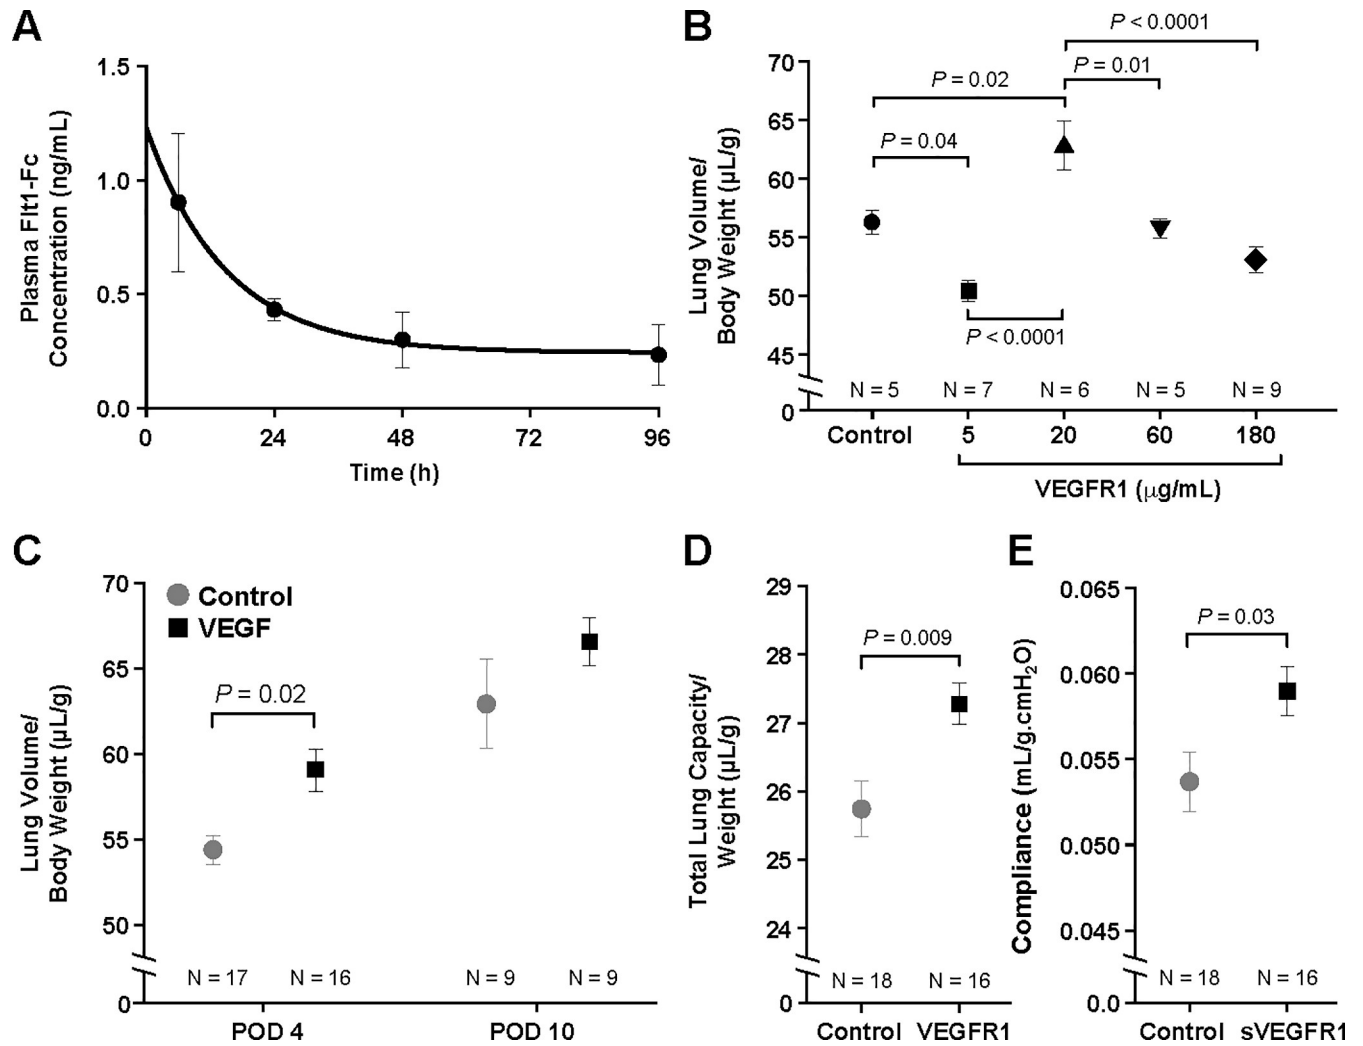 A
Plasma Flt1-Fc
Concentration (ng/mL)
1.5
1.0
0.5
0.0
0 24 48 72 96
Time (h)
B
Lung Volume/
Body Weight (µL/g)
70
65
60
55
50
45
0
P < 0.0001
P = 0.01
P = 0.02
P = 0.04
P < 0.0001
N = 5 N = 7 N = 6 N = 5 N = 9
Control 5 20 60 180
VEGFR1 (µg/mL)
C
Lung Volume/
Body Weight (µL/g)
70
65
60
55
50
0
Control
VEGF
P = 0.02
N = 17 N = 16 N = 9 N = 9
POD 4 POD 10
D
Total Lung Capacity/
Weight (µL/g)
29
28
27
26
25
24
0
P = 0.009
N = 18 N = 16
Control VEGFR1
E
Compliance (mL/g.cmH₂O)
0.065
0.060
0.055
0.050
0.045
0.0
P = 0.03
N = 18 N = 16
Control sVEGFR1